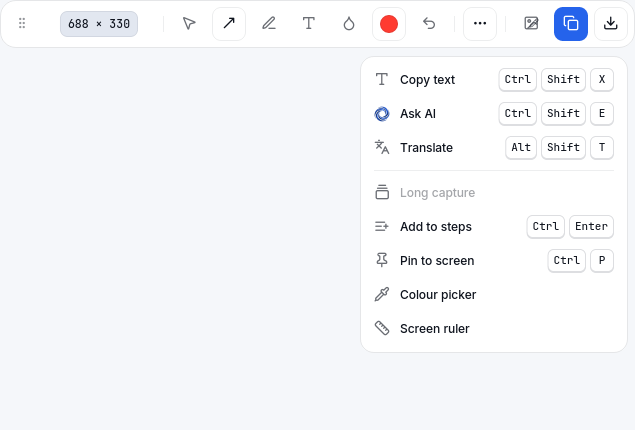 688 × 330
Copy text Ctrl Shift X
Ask AI Ctrl Shift E
Translate Alt Shift T
Long capture
Add to steps Ctrl Enter
Pin to screen Ctrl P
Colour picker
Screen ruler